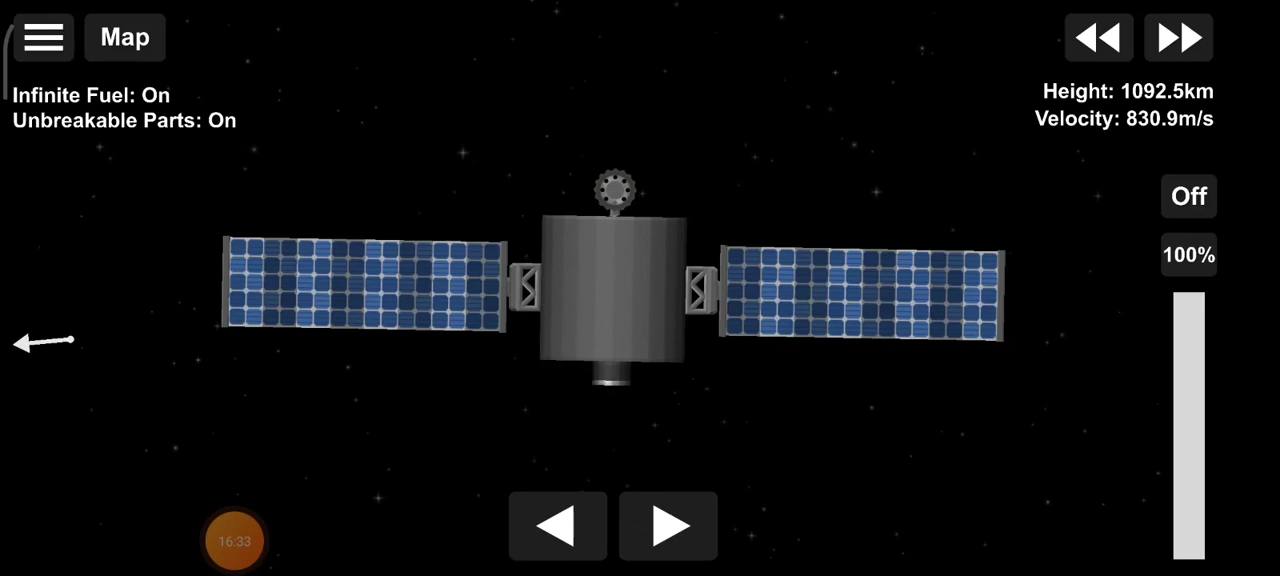 Map
Infinite Fuel: On
Unbreakable Parts: On
Height: 1092.5km
Velocity: 830.9m/s
Off
100%
16:33